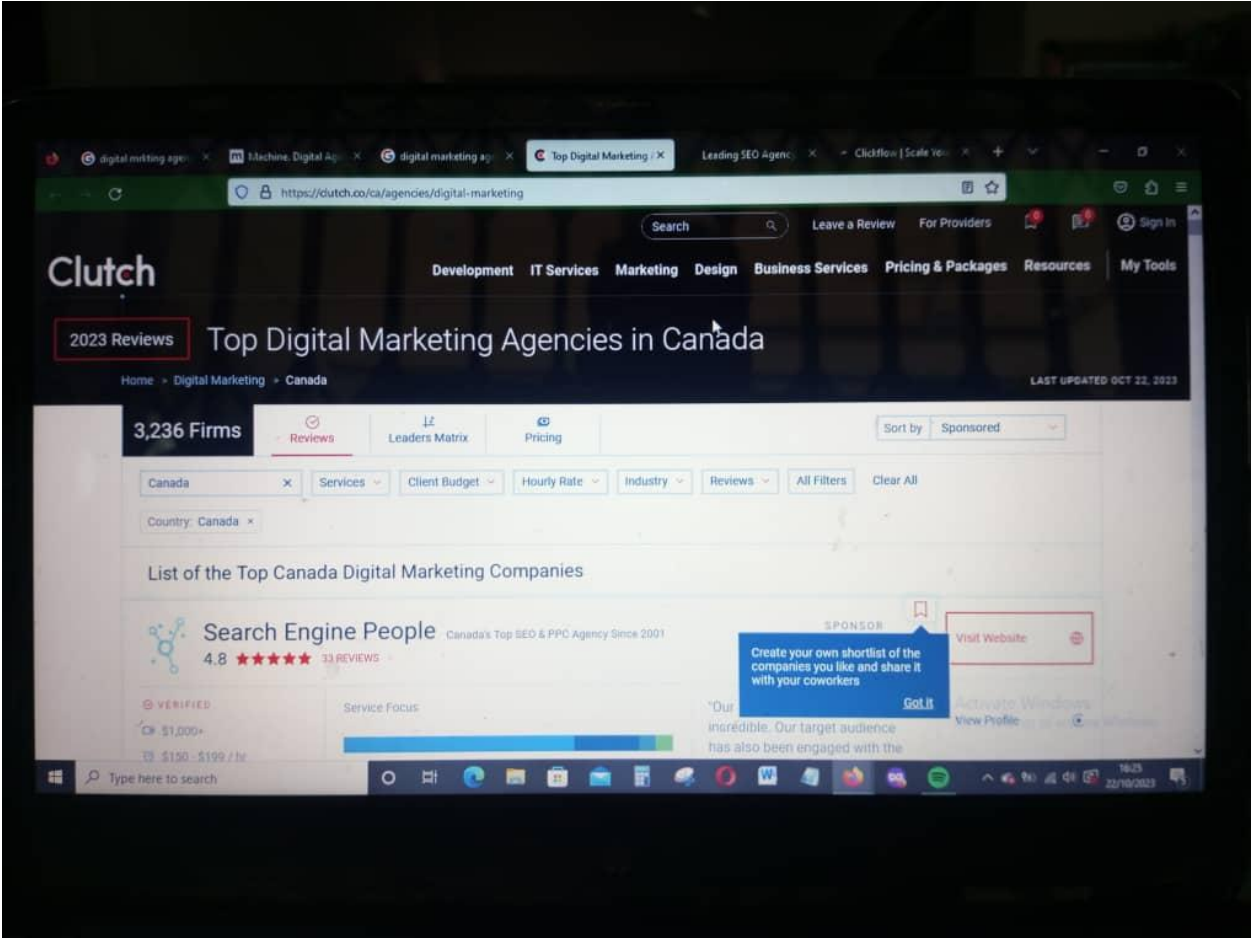 digital mrkting agen
Machine. Digital Ag
digital marketing ag
Top Digital Marketing
Leading SEO Agenc
Clickflow | Scale You
https://clutch.co/ca/agencies/digital-marketing
Search
Leave a Review
For Providers
0
0
Sign In
Clutch
Development
IT Services
Marketing
Design
Business Services
Pricing & Packages
Resources
My Tools
2023 Reviews
Top Digital Marketing Agencies in Canada
Home
Digital Marketing
Canada
LAST UPDATED OCT 22, 2023
3,236 Firms
Reviews
Leaders Matrix
Pricing
Sort by
Sponsored
Canada
Services
Client Budget
Hourly Rate
Industry
Reviews
All Filters
Clear All
Country: Canada
List of the Top Canada Digital Marketing Companies
Search Engine People
Canada's Top SEO & PPC Agency Since 2001
4.8
33 REVIEWS
SPONSOR
Visit Website
Create your own shortlist of the
companies you like and share it
with your coworkers
Got it
VERIFIED
$1,000+
$150 - $199 / hr
Service Focus
"Our
incredible. Our target audience
has also been engaged with the
Activate Windows
View Profile
Type here to search
16:25
22/10/2023